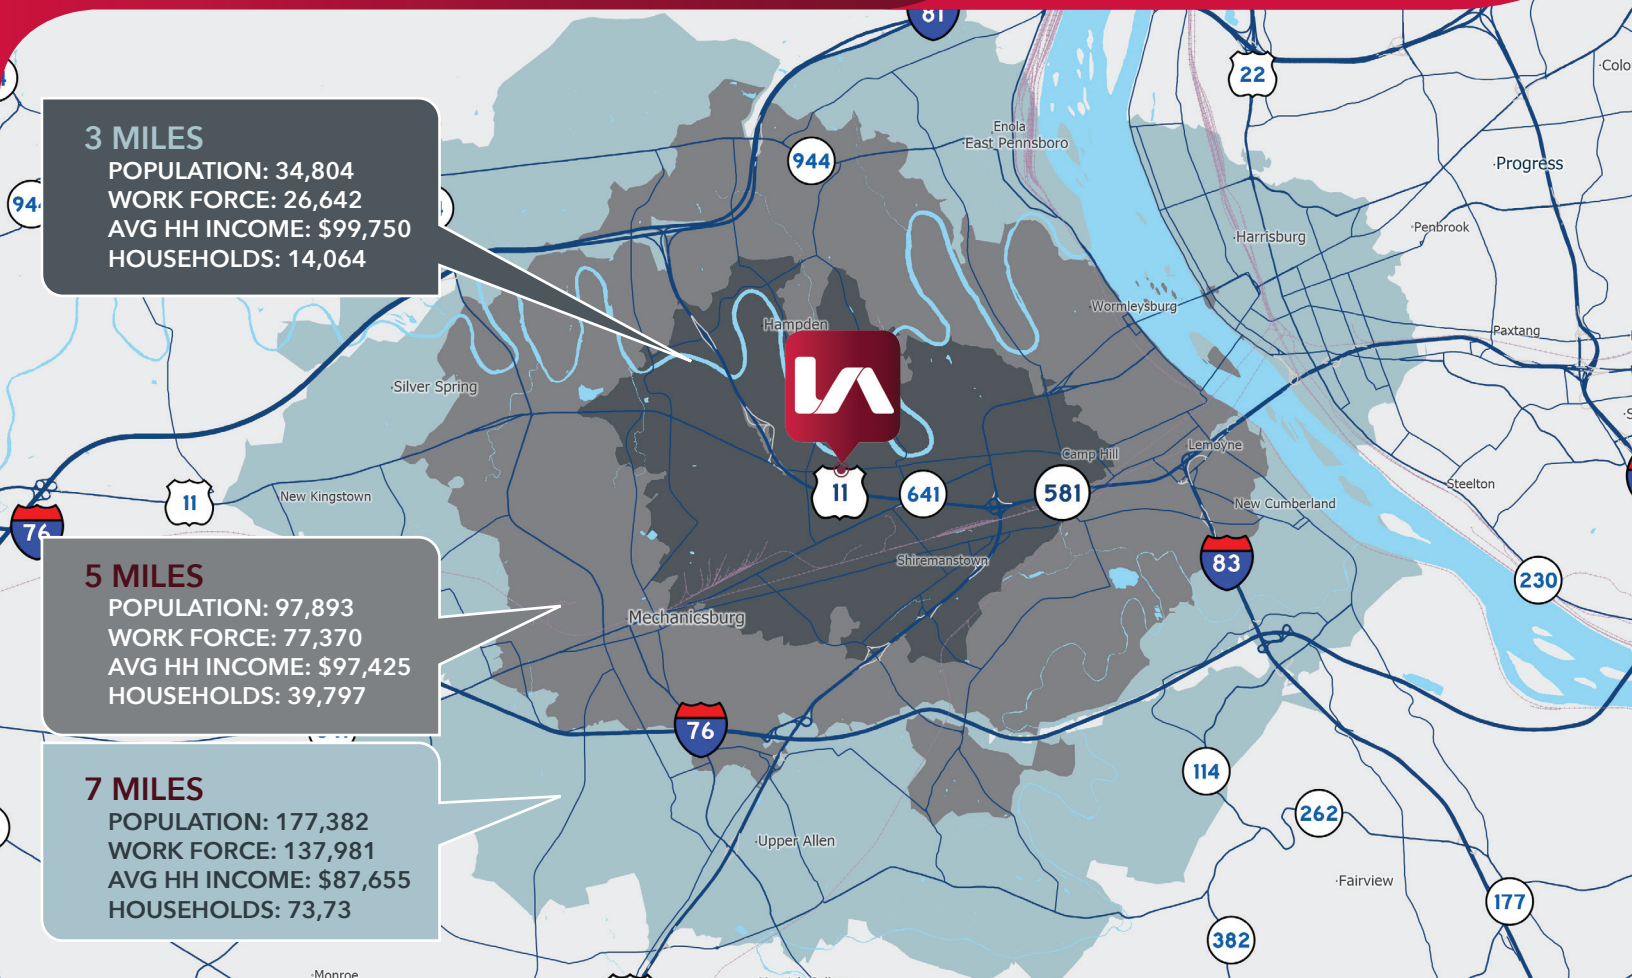 81
22
Colo
3 MILES
POPULATION: 34,804
WORK FORCE: 26,642
AVG HH INCOME: $99,750
HOUSEHOLDS: 14,064
Enola
East Pennsboro
944
Progress
944
Penbrook
Harrisburg
Wormleysburg
Hampden
Paxtang
Silver Spring
LA
Lemoyne
Camp Hill
Steelton
New Kingstown
11
11
641
581
New Cumberland
76
Shiremanstown
83
230
5 MILES
POPULATION: 97,893
WORK FORCE: 77,370
AVG HH INCOME: $97,425
HOUSEHOLDS: 39,797
Mechanicsburg
76
7 MILES
POPULATION: 177,382
WORK FORCE: 137,981
AVG HH INCOME: $87,655
HOUSEHOLDS: 73,73
114
262
Upper Allen
Fairview
177
382
Monroe